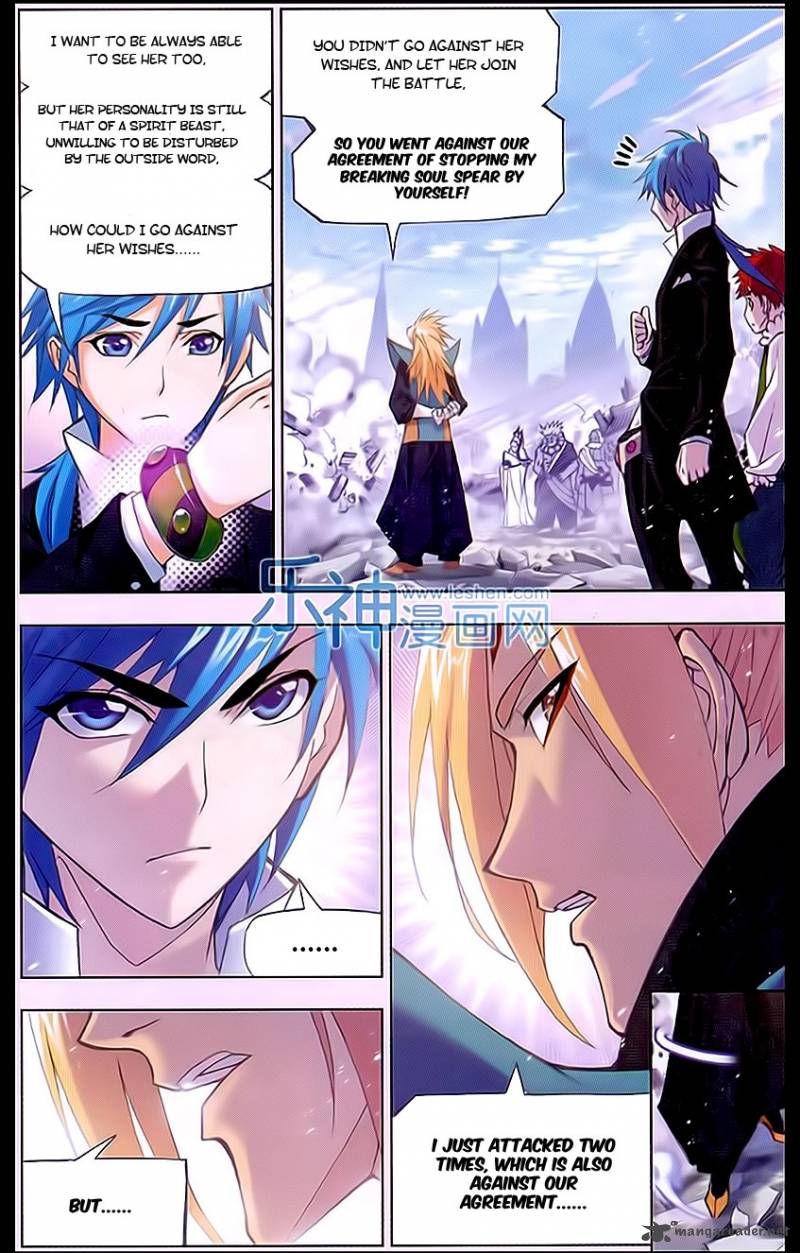 I WANT TO BE ALWAYS ABLE
TO SEE HER TOO,
BUT HER PERSONALITY IS STILL
THAT OF A SPIRIT BEAST,
UNWILLING TO BE DISTURBED
BY THE OUTSIDE WORD,
HOW COULD I GO AGAINST
HER WISHES......
YOU DIDN'T GO AGAINST HER
WISHES, AND LET HER JOIN
THE BATTLE,
SO YOU WENT AGAINST OUR
AGREEMENT OF STOPPING MY
BREAKING SOUL SPEAR BY
YOURSELF!
乐神漫画网
www.leshen.com
......
I JUST ATTACKED TWO
TIMES, WHICH IS ALSO
AGAINST OUR
AGREEMENT......
BUT......
mangareader.net